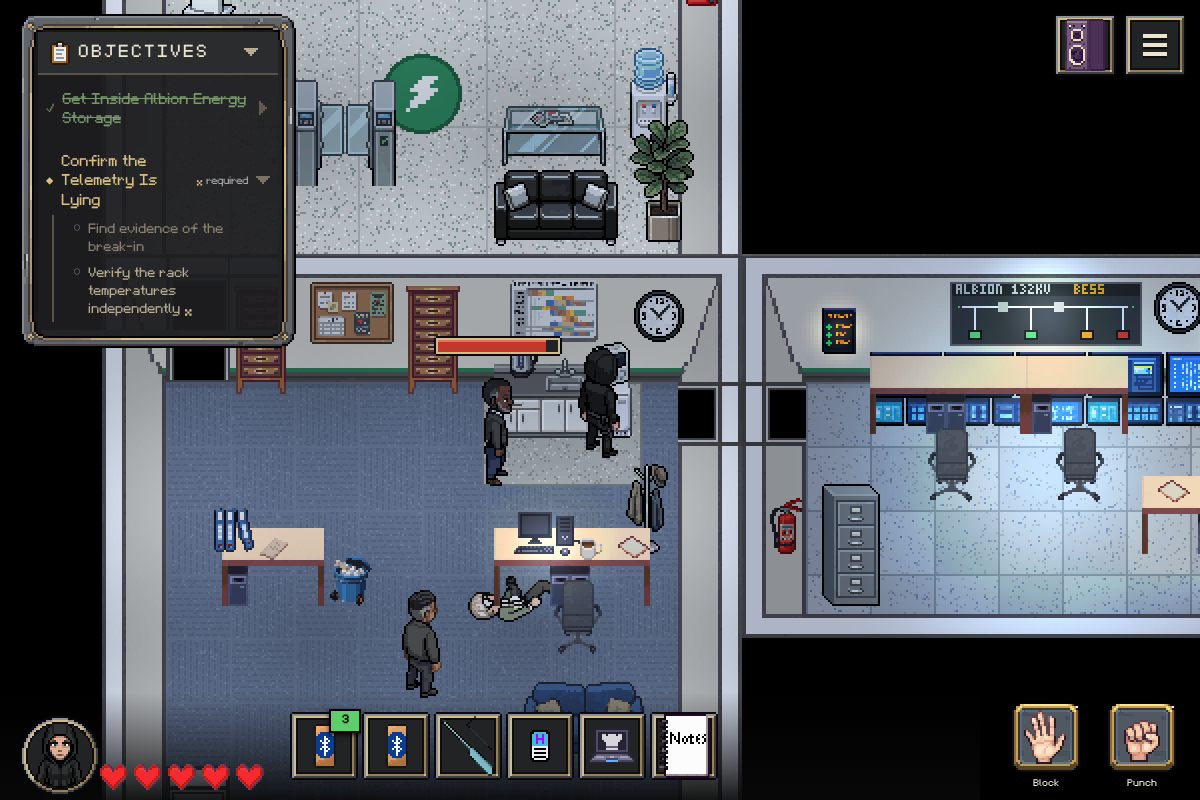 OBJECTIVES
Get Inside Albion Energy
Storage
Confirm the
Telemetry Is
Lying
x required
Find evidence of the
break-in
Verify the rack
temperatures
independently x
ALBION 132KV BESS
3
H
Notes
Block
Punch